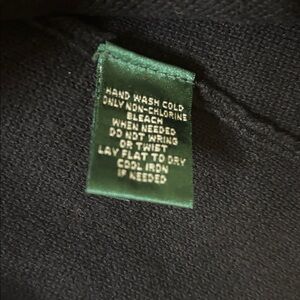 HAND WASH COLD
ONLY NON-CHLORINE
BLEACH
WHEN NEEDED
DO NOT WRING
OR TWIST
LAY FLAT TO DRY
COOL IRON
IF NEEDED